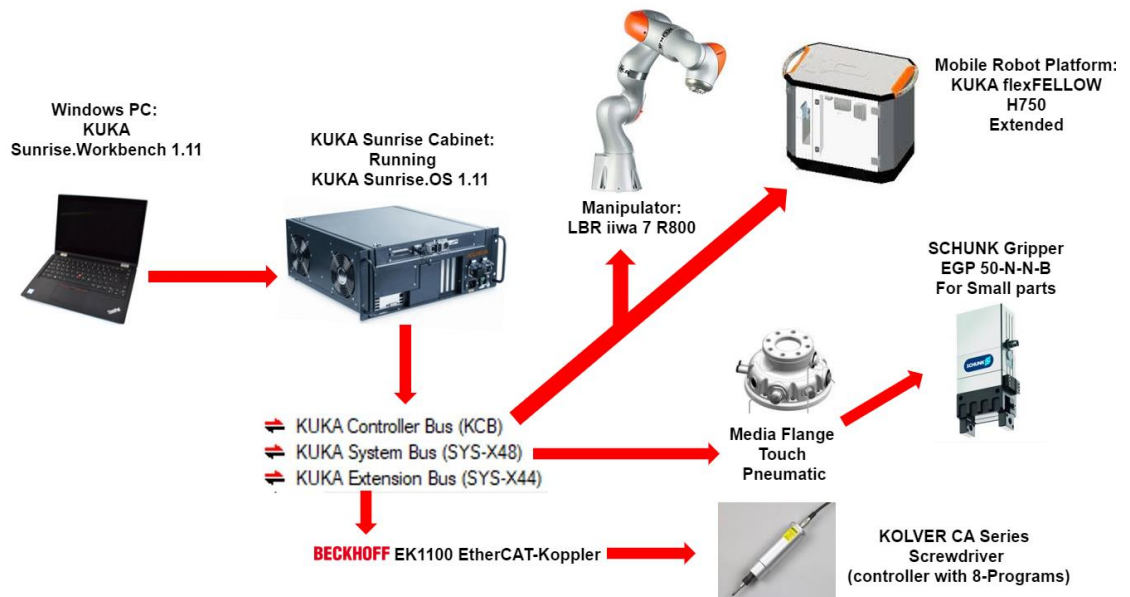 Windows PC:
KUKA
Sunrise.Workbench 1.11
KUKA Sunrise Cabinet:
Running
KUKA Sunrise.OS 1.11
Manipulator:
LBR iiwa 7 R800
Mobile Robot Platform:
KUKA flexFELLOW
H750
Extended
SCHUNK Gripper
EGP 50-N-N-B
For Small parts
SCHUNK
KUKA Controller Bus (KCB)
KUKA System Bus (SYS-X48)
KUKA Extension Bus (SYS-X44)
Media Flange
Touch
Pneumatic
BECKHOFF EK1100 EtherCAT-Koppler
KOLVER CA Series
Screwdriver
(controller with 8-Programs)